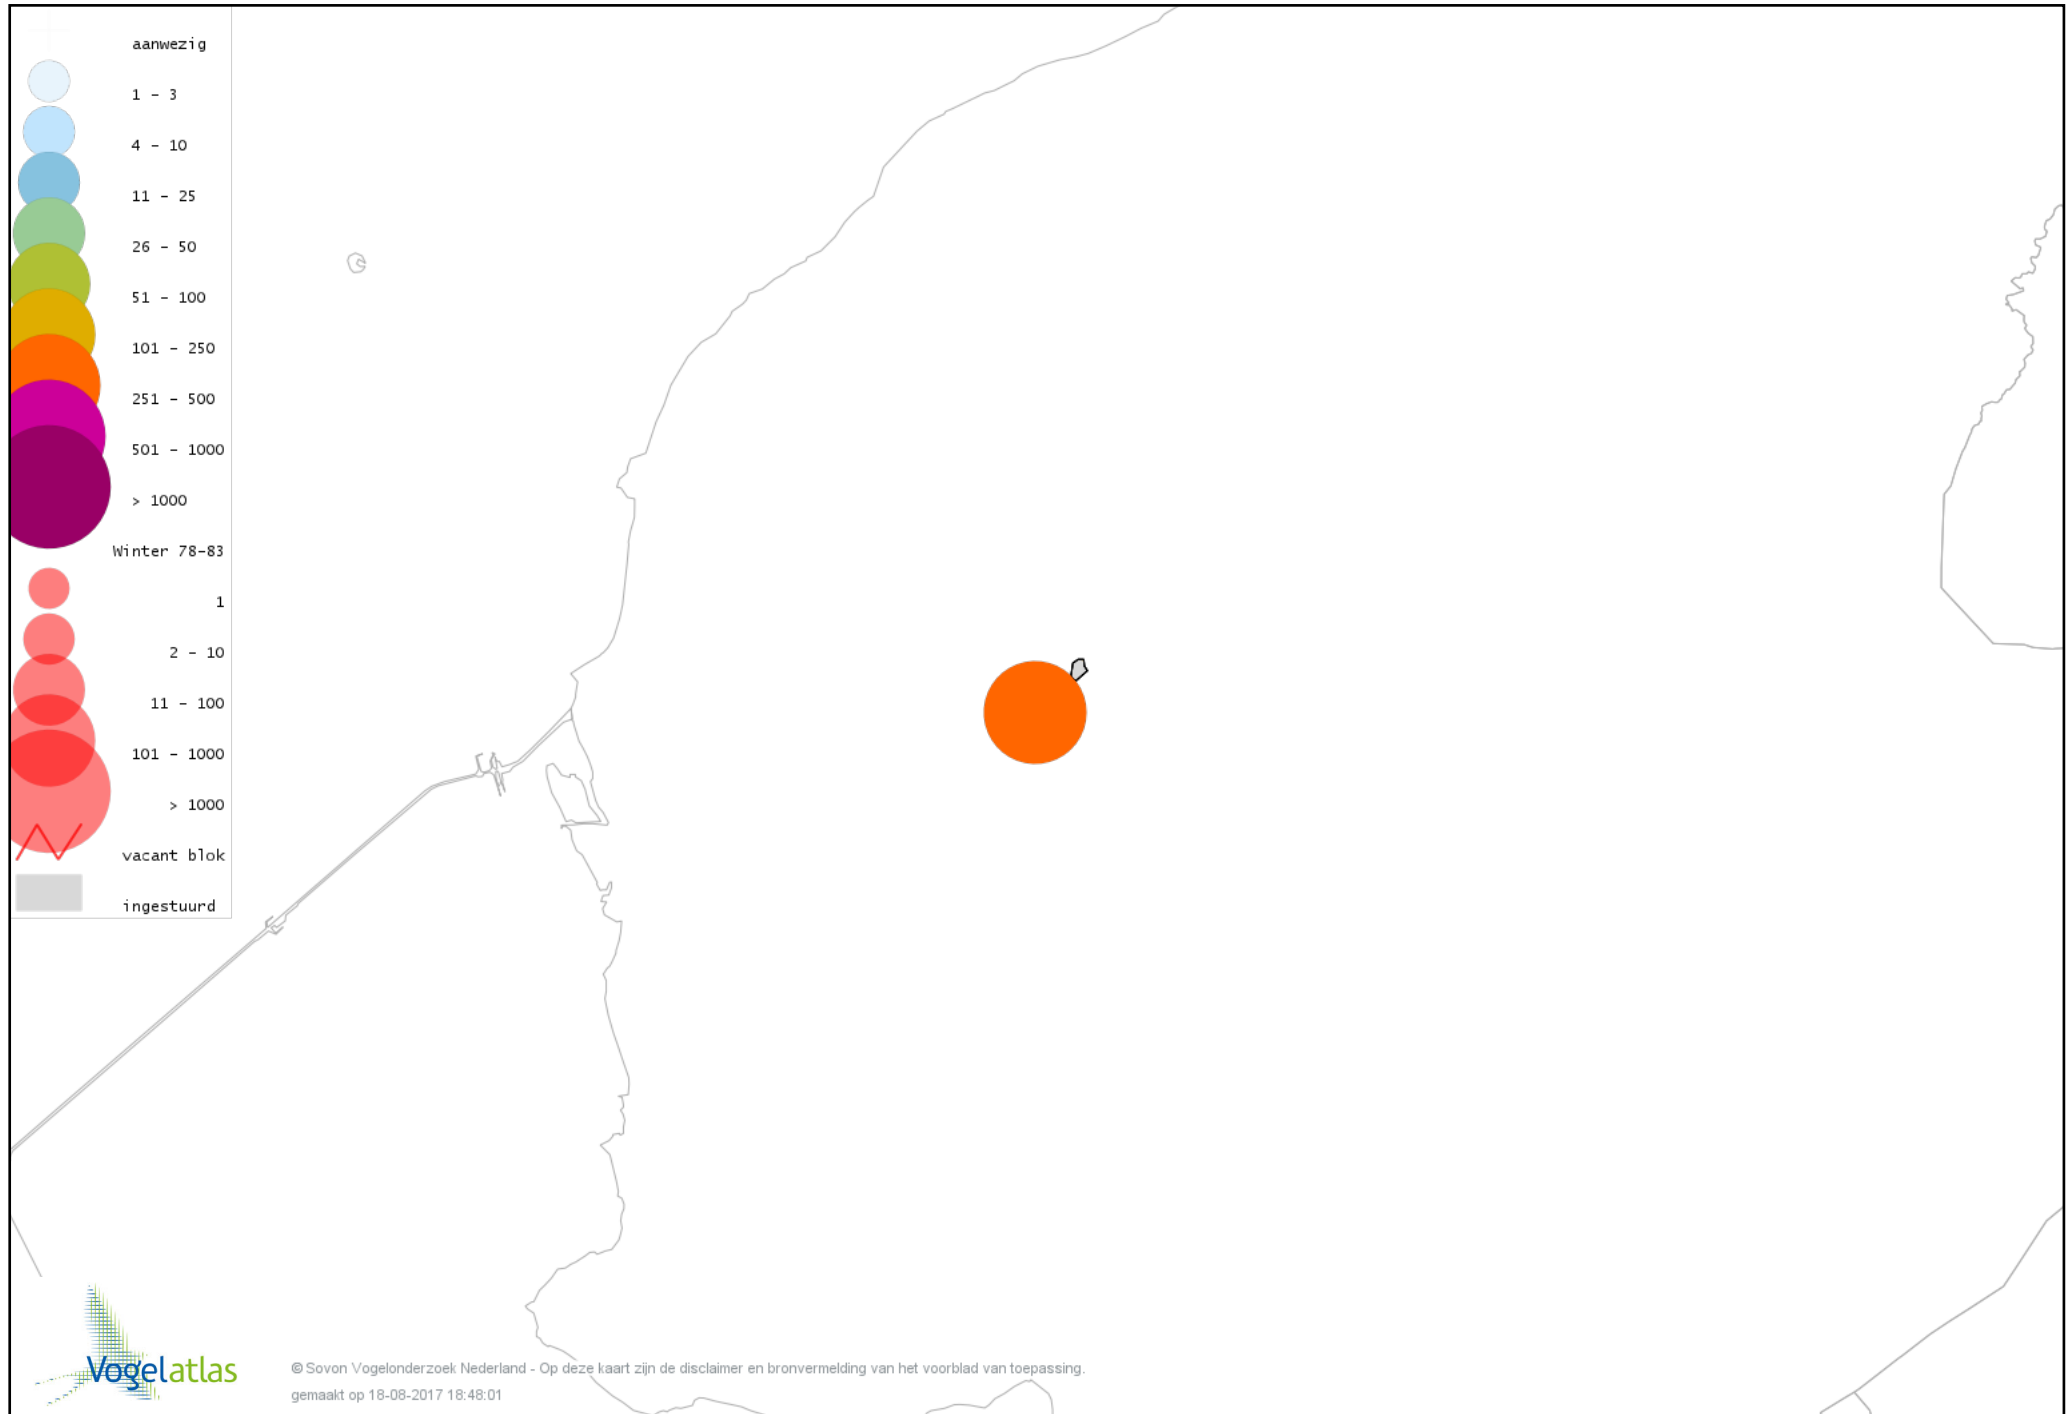 aanwezig
1 - 3
4 - 10
11 - 25
26 - 50
51 - 100
101 - 250
251 - 500
501 - 1000
> 1000
Winter 78-83
1
2 - 10
11 - 100
101 - 1000
> 1000
vacant blok
ingestuurd
Vogelatlas
© Sovon Vogelonderzoek Nederland - Op deze kaart zijn de disclaimer en bronvermelding van het voorblad van toepassing.
gemaakt op 18-08-2017 18:48:01